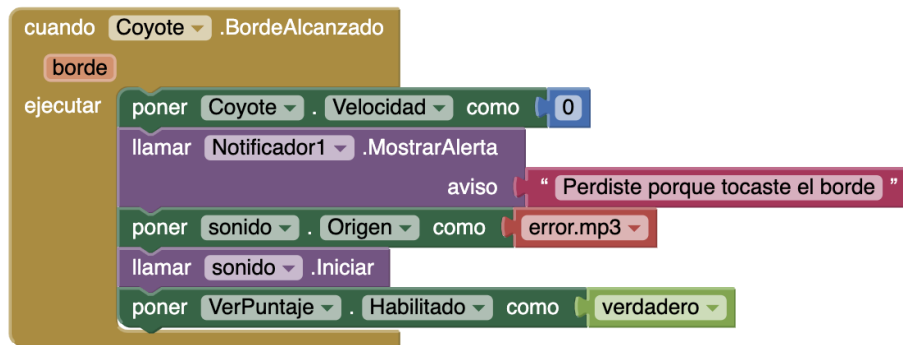 cuando Coyote .BordeAlcanzado
borde
ejecutar poner Coyote . Velocidad como 0
llamar Notificador1 .MostrarAlerta
aviso " Perdiste porque tocaste el borde "
poner sonido . Origen como error.mp3
llamar sonido .Iniciar
poner VerPuntaje . Habilitado como verdadero